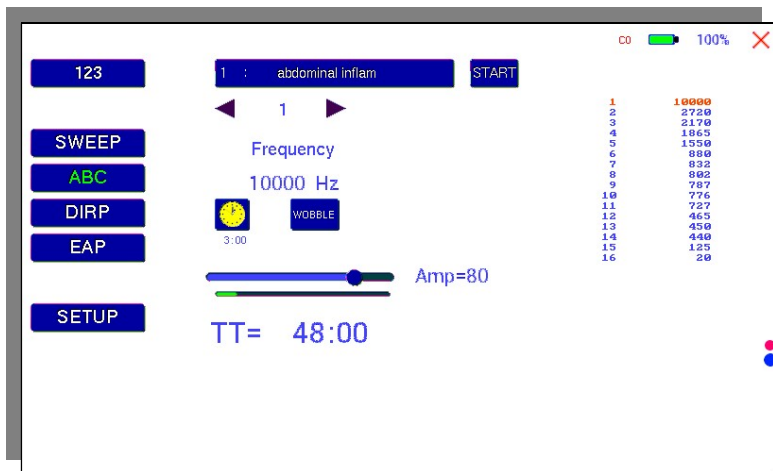 C0 100%
123
1 : abdominal inflam START
1
SWEEP
ABC
DIRP
EAP
SETUP
Frequency
10000 Hz
WOBBLE
3:00
Amp=80
TT= 48:00
1 10000
2 2720
3 2170
4 1865
5 1550
6 880
7 832
8 802
9 787
10 776
11 727
12 465
13 450
14 440
15 125
16 20